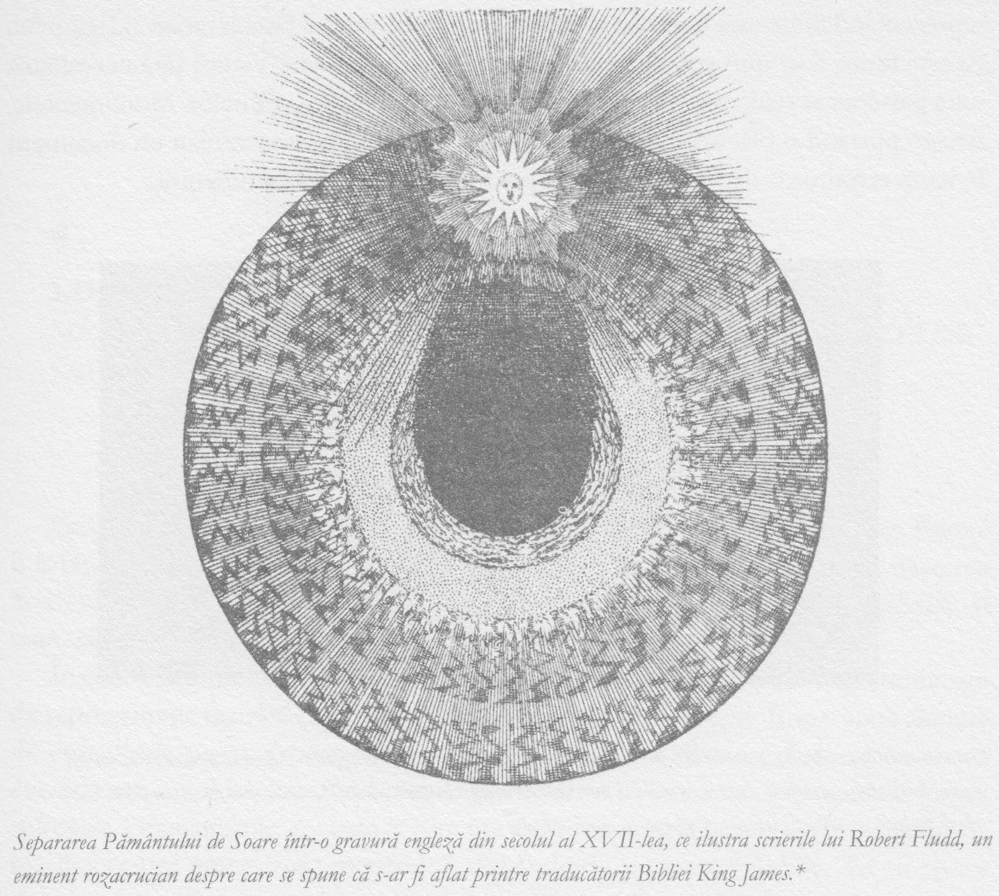 Separarea Pământului de Soare într-o gravură engleză din secolul al XVII-lea, ce ilustra scrierile lui Robert Fludd, un
eminent rozacrucian despre care se spune că s-ar fi aflat printre traducătorii Bibliei King James.*